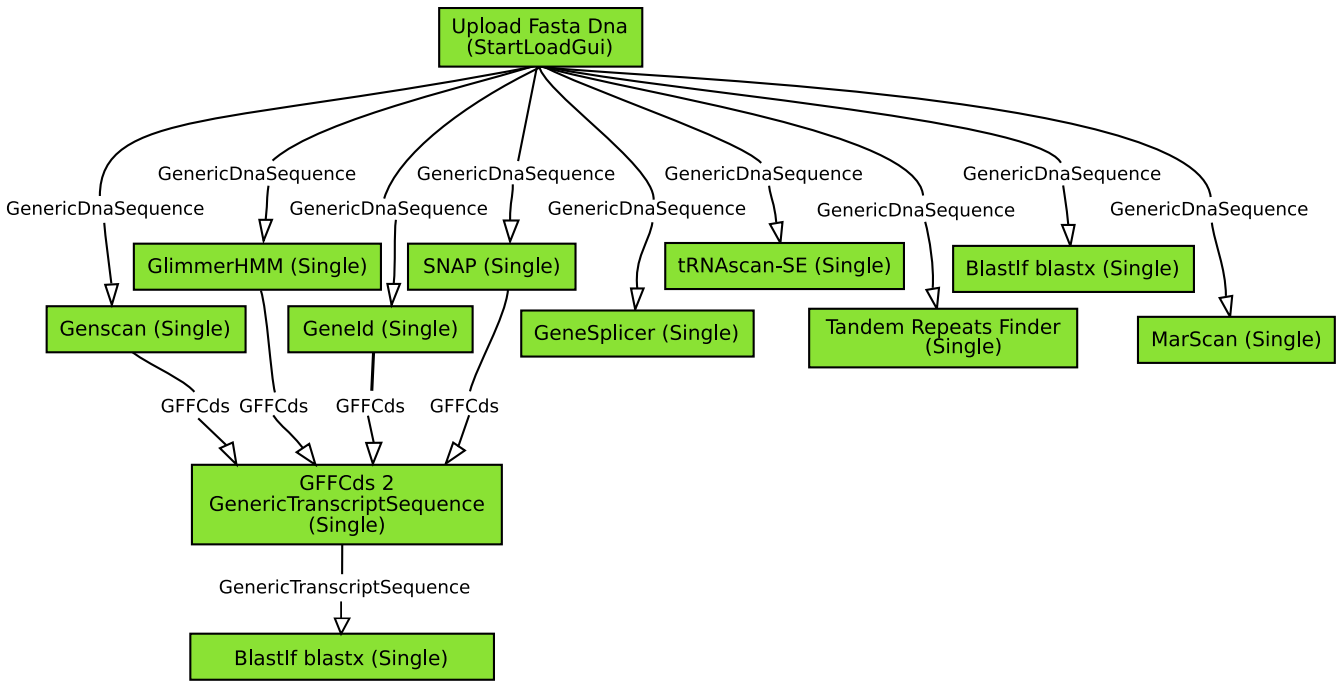 Upload Fasta Dna
(StartLoadGui)
GenericDnaSequence
GenericDnaSequence
GenericDnaSequence
GenericDnaSequence
GenericDnaSequence
GenericDnaSequence
GenericDnaSequence
GenericDnaSequence
GenericDnaSequence
GlimmerHMM (Single)
SNAP (Single)
tRNAscan-SE (Single)
BlastIf blastx (Single)
Genscan (Single)
GeneId (Single)
GeneSplicer (Single)
Tandem Repeats Finder
(Single)
MarScan (Single)
GFFCds
GFFCds
GFFCds
GFFCds
GFFCds 2
GenericTranscriptSequence
(Single)
GenericTranscriptSequence
BlastIf blastx (Single)